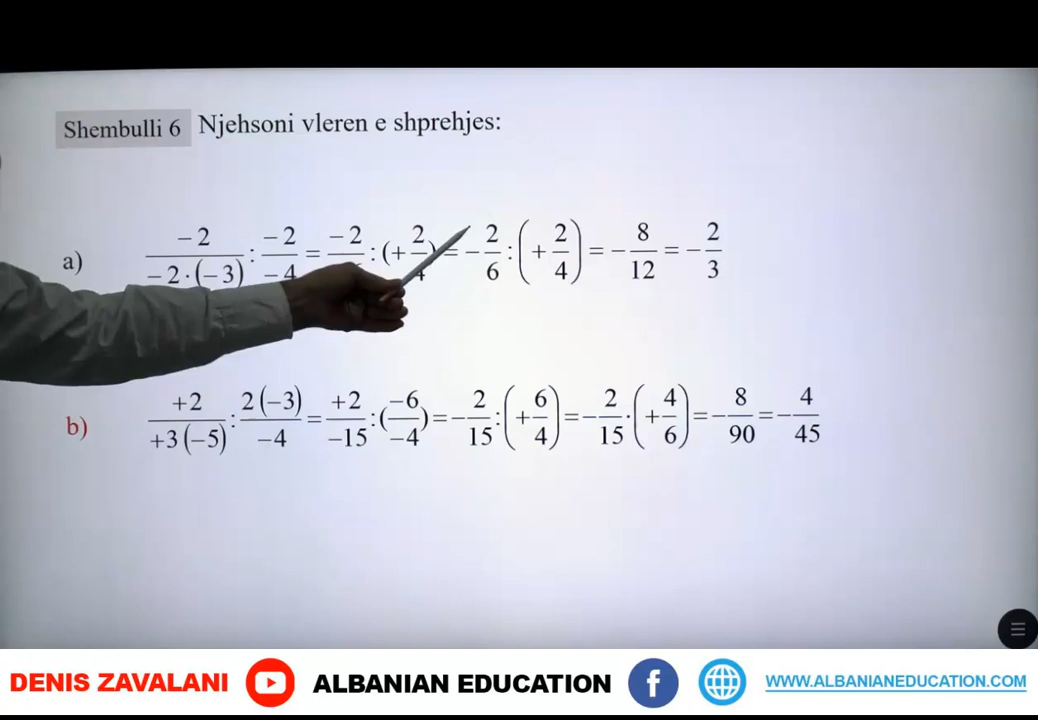 Shembulli 6 Njehsoni vleren e shprehjes:
a) -2/(-2·(-3)) : -2/-4 = -2/ : (+2/4) = -2/6 : (+2/4) = -8/12 = -2/3
b) +2/(+3(-5)) : 2(-3)/-4 = +2/-15 : (-6/-4) = -2/15 : (+6/4) = -2/15 · (+4/6) = -8/90 = -4/45
DENIS ZAVALANI ALBANIAN EDUCATION f WWW.ALBANIANEDUCATION.COM